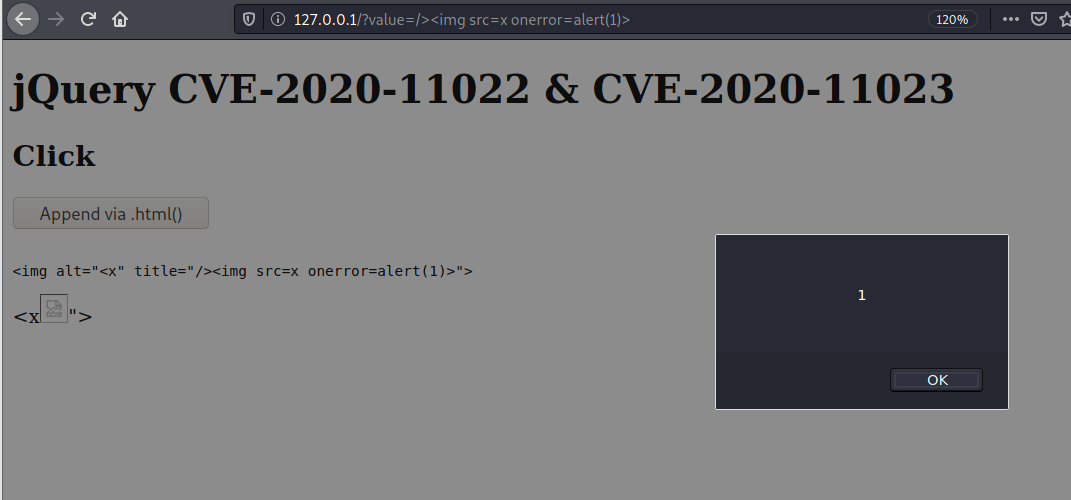 127.0.0.1/?value=/><img src=x onerror=alert(1)>
120%
jQuery CVE-2020-11022 & CVE-2020-11023
Click
Append via .html()
<img alt="<x" title="/><img src=x onerror=alert(1)>">
<x">
1
OK